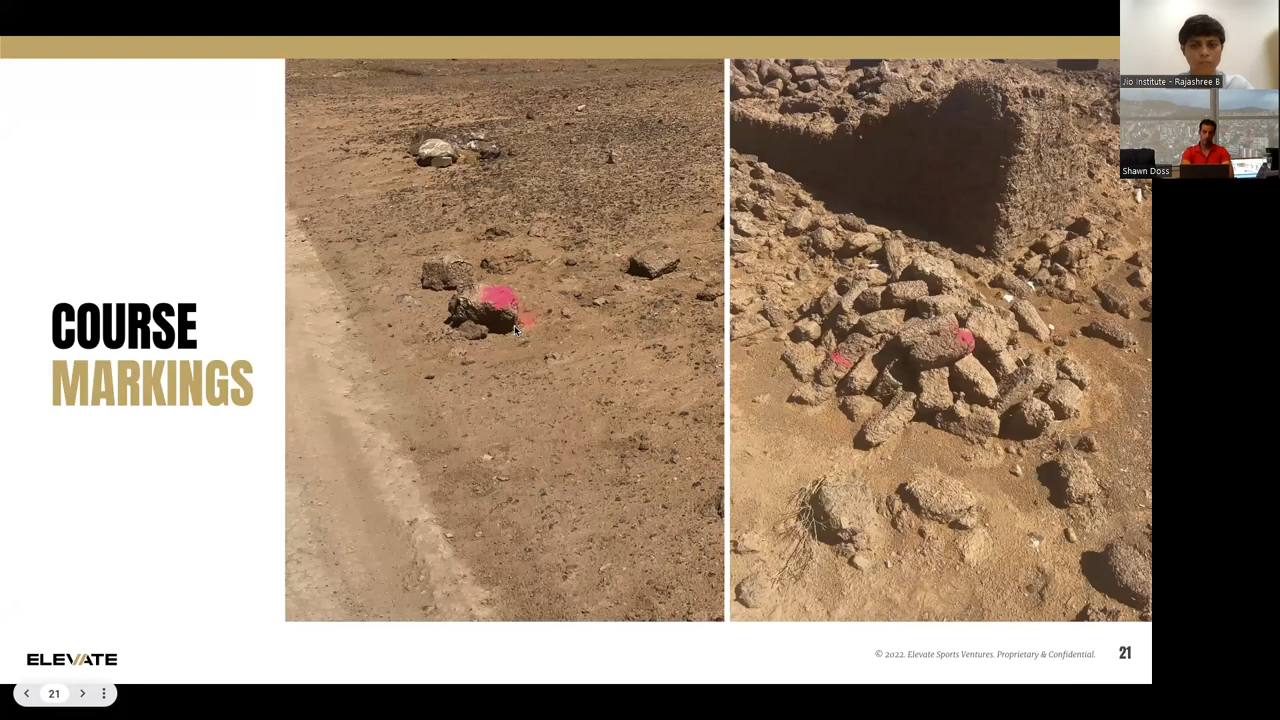 Jio Institute - Rajashree B
Shawn Doss
COURSE
MARKINGS
ELEVATE
© 2022. Elevate Sports Ventures. Proprietary & Confidential.
21
21